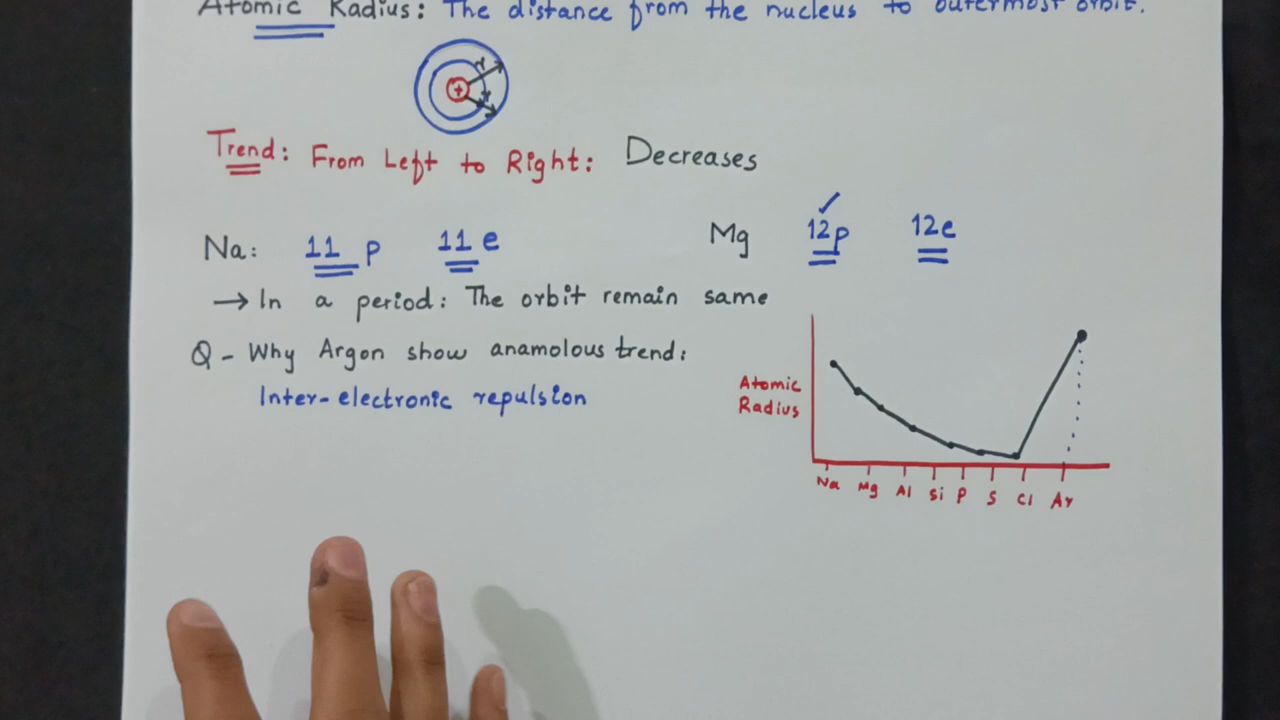 Atomic Radius: The distance from the nucleus to outermost orbit.
r
r
+
Trend: From Left to Right: Decreases
Na: 11 p 11 e Mg 12p 12e
→ In a period: The orbit remain same
Q - Why Argon show anamolous trend:
Inter-electronic repulsion
Atomic
Radius
Na Mg Al Si P S Cl Ar